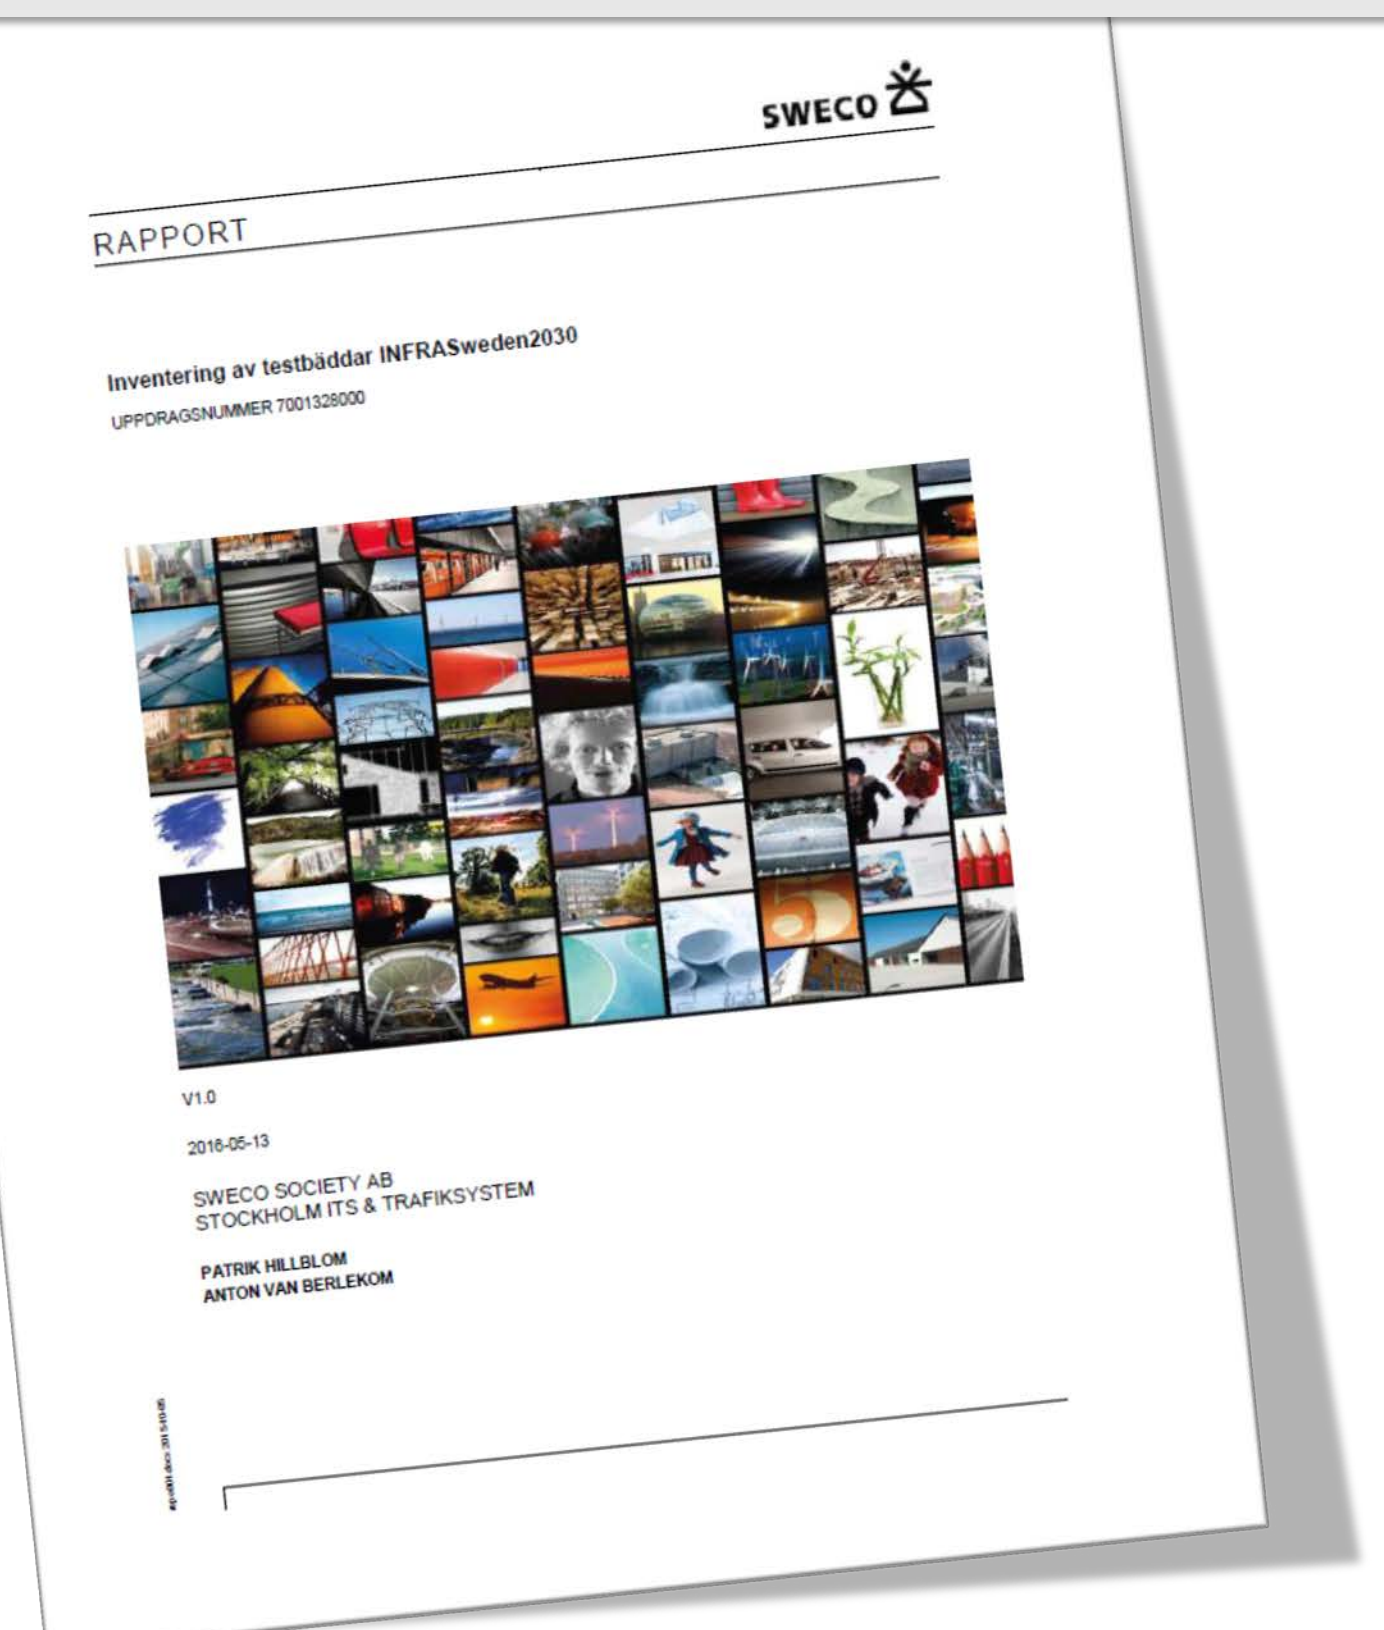 SWECO
RAPPORT
Inventering av testbäddar INFRASweden2030
UPPDRAGSNUMMER 7001328000
V1.0
2016-05-13
SWECO SOCIETY AB
STOCKHOLM ITS & TRAFIKSYSTEM
PATRIK HILLBLOM
ANTON VAN BERLEKOM